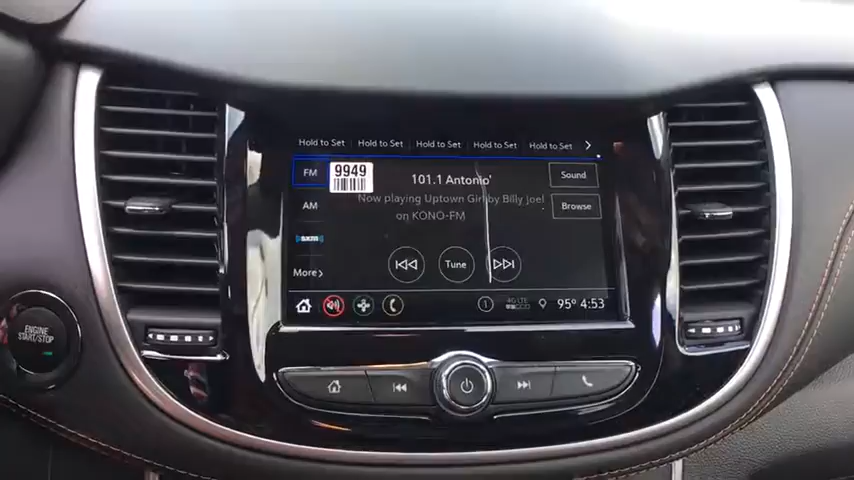 Hold to Set Hold to Set Hold to Set Hold to Set Hold to Set
FM
9949
101.1 Antonio'
Sound
Now playing Uptown Girl by Billy Joel
on KONO-FM
AM
Browse
sxm
More
Tune
1
4G LTE
95° 4:53
ENGINE
START/STOP